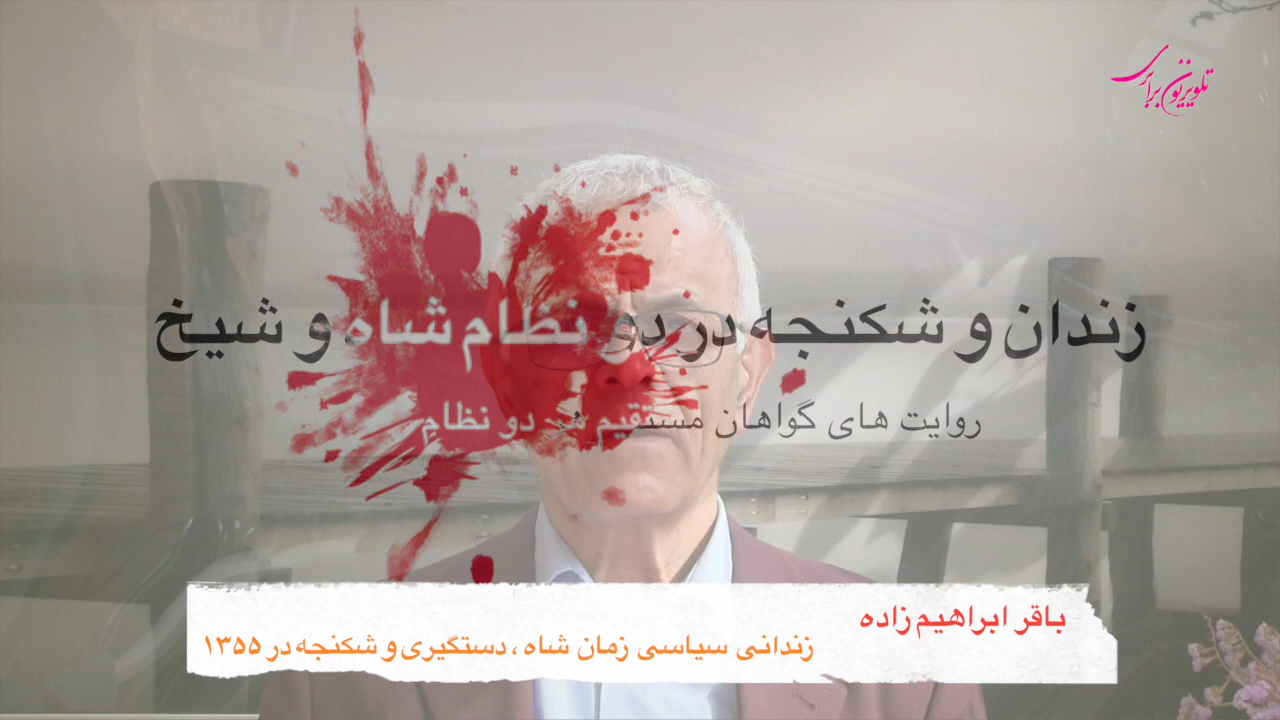 تلویزیون برابری
زندان و شکنجه در دو نظام شاه و شیخ
روایت های گواهان مستقیم هر دو نظام
باقر ابراهیم زاده
زندانی سیاسی زمان شاه ، دستگیری و شکنجه در ۱۳۵۵